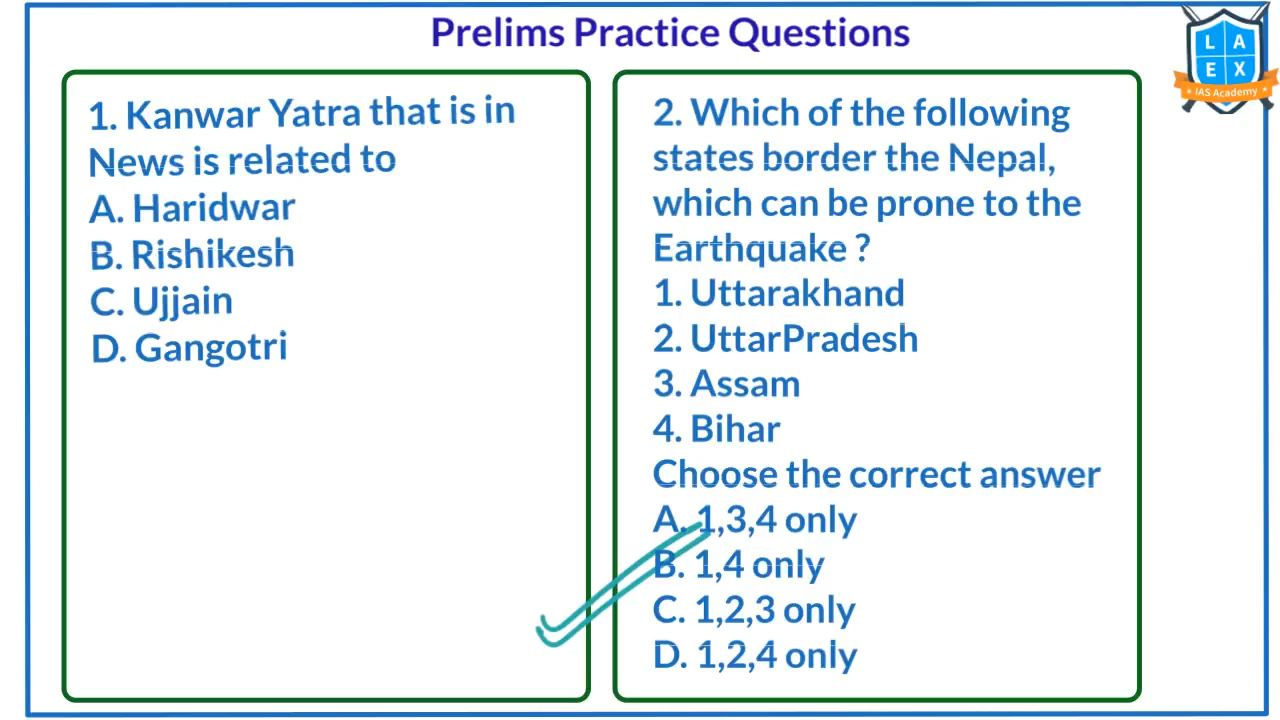 Prelims Practice Questions
L A
E X
IAS Academy
1. Kanwar Yatra that is in
News is related to
A. Haridwar
B. Rishikesh
C. Ujjain
D. Gangotri
2. Which of the following
states border the Nepal,
which can be prone to the
Earthquake ?
1. Uttarakhand
2. UttarPradesh
3. Assam
4. Bihar
Choose the correct answer
A. 1,3,4 only
B. 1,4 only
C. 1,2,3 only
D. 1,2,4 only